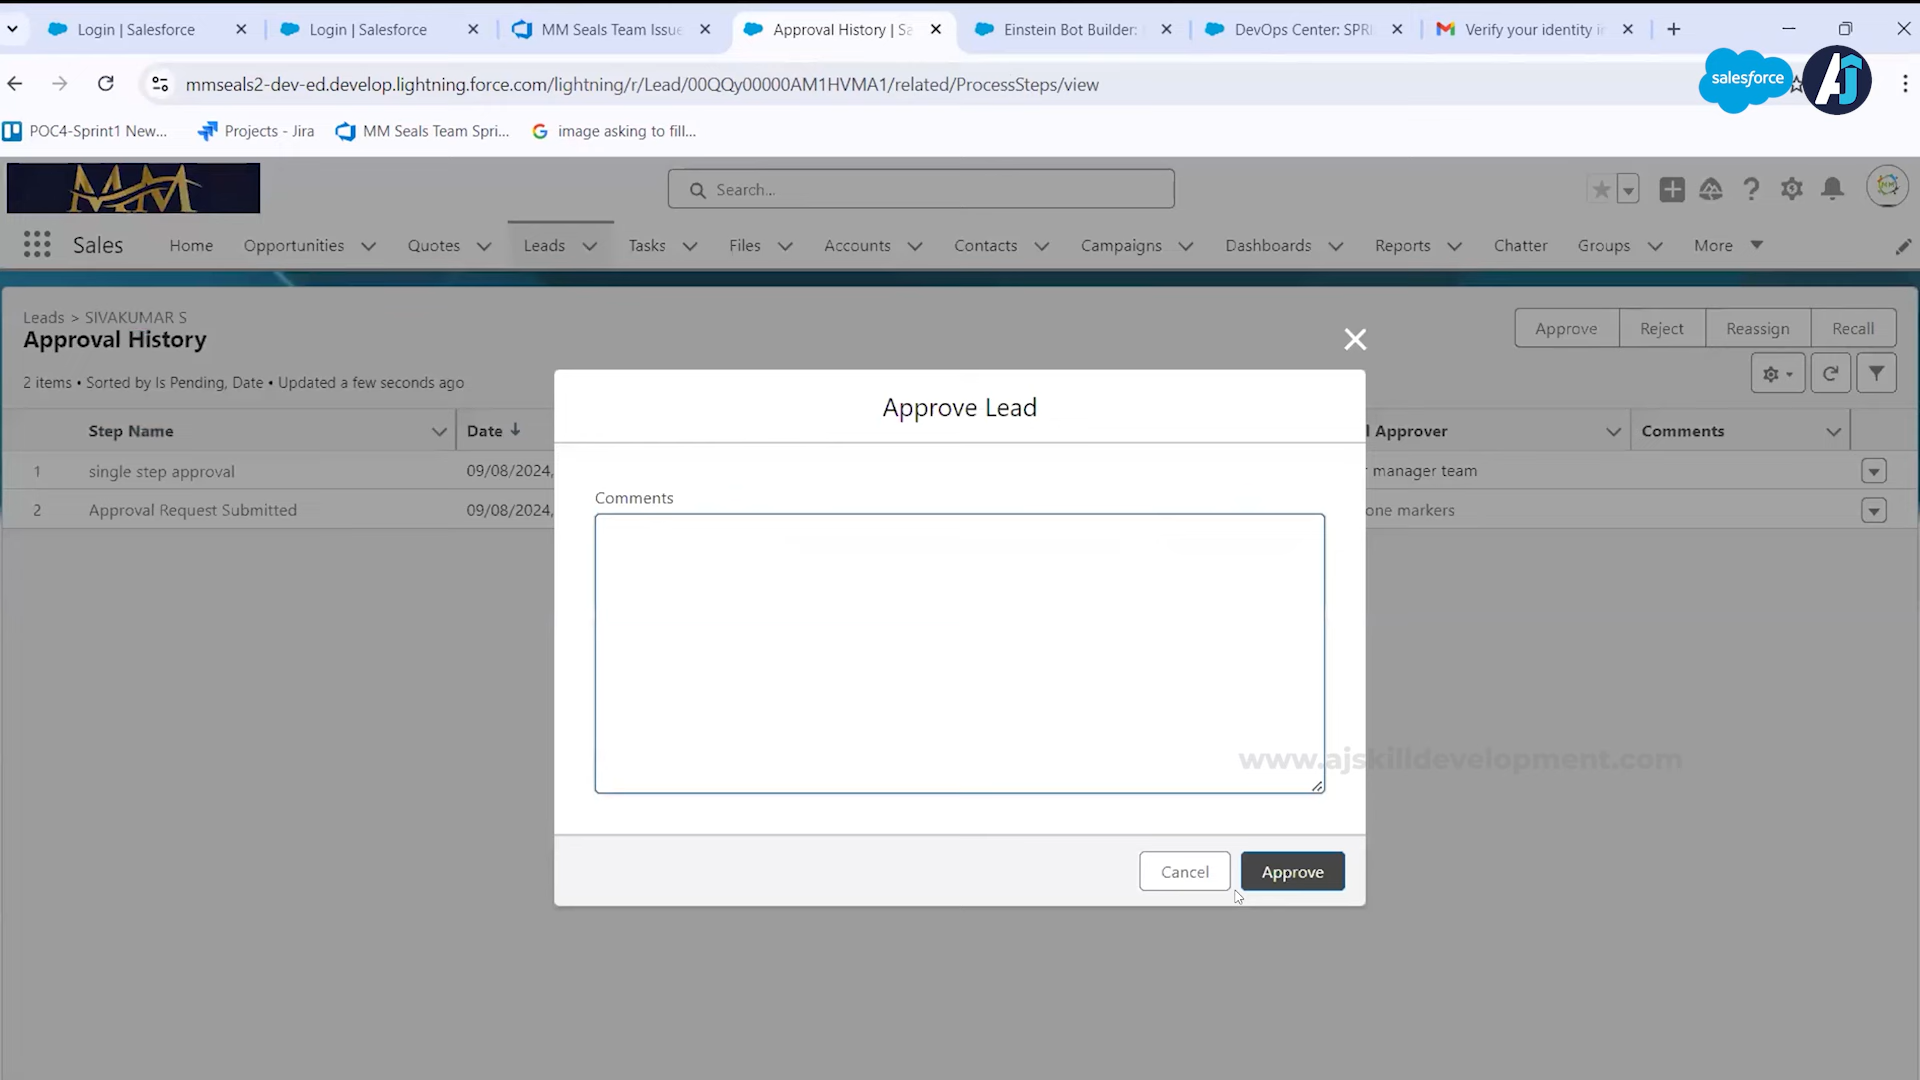 Login | Salesforce
Login | Salesforce
MM Seals Team Issue
Approval History | Sa
Einstein Bot Builder:
DevOps Center: SPRI
Verify your identity in
mmseals2-dev-ed.develop.lightning.force.com/lightning/r/Lead/00QQy00000AM1HVMA1/related/ProcessSteps/view
salesforce
AJ
POC4-Sprint1 New...
Projects - Jira
MM Seals Team Spri...
image asking to fill...
MM
Search...
Sales
Home
Opportunities
Quotes
Leads
Tasks
Files
Accounts
Contacts
Campaigns
Dashboards
Reports
Chatter
Groups
More
Leads > SIVAKUMAR S
Approval History
Approve
Reject
Reassign
Recall
2 items • Sorted by Is Pending, Date • Updated a few seconds ago
Step Name
Date
l Approver
Comments
1
single step approval
09/08/2024,
manager team
2
Approval Request Submitted
09/08/2024,
one markers
Approve Lead
Comments
www.ajskilldevelopment.com
Cancel
Approve